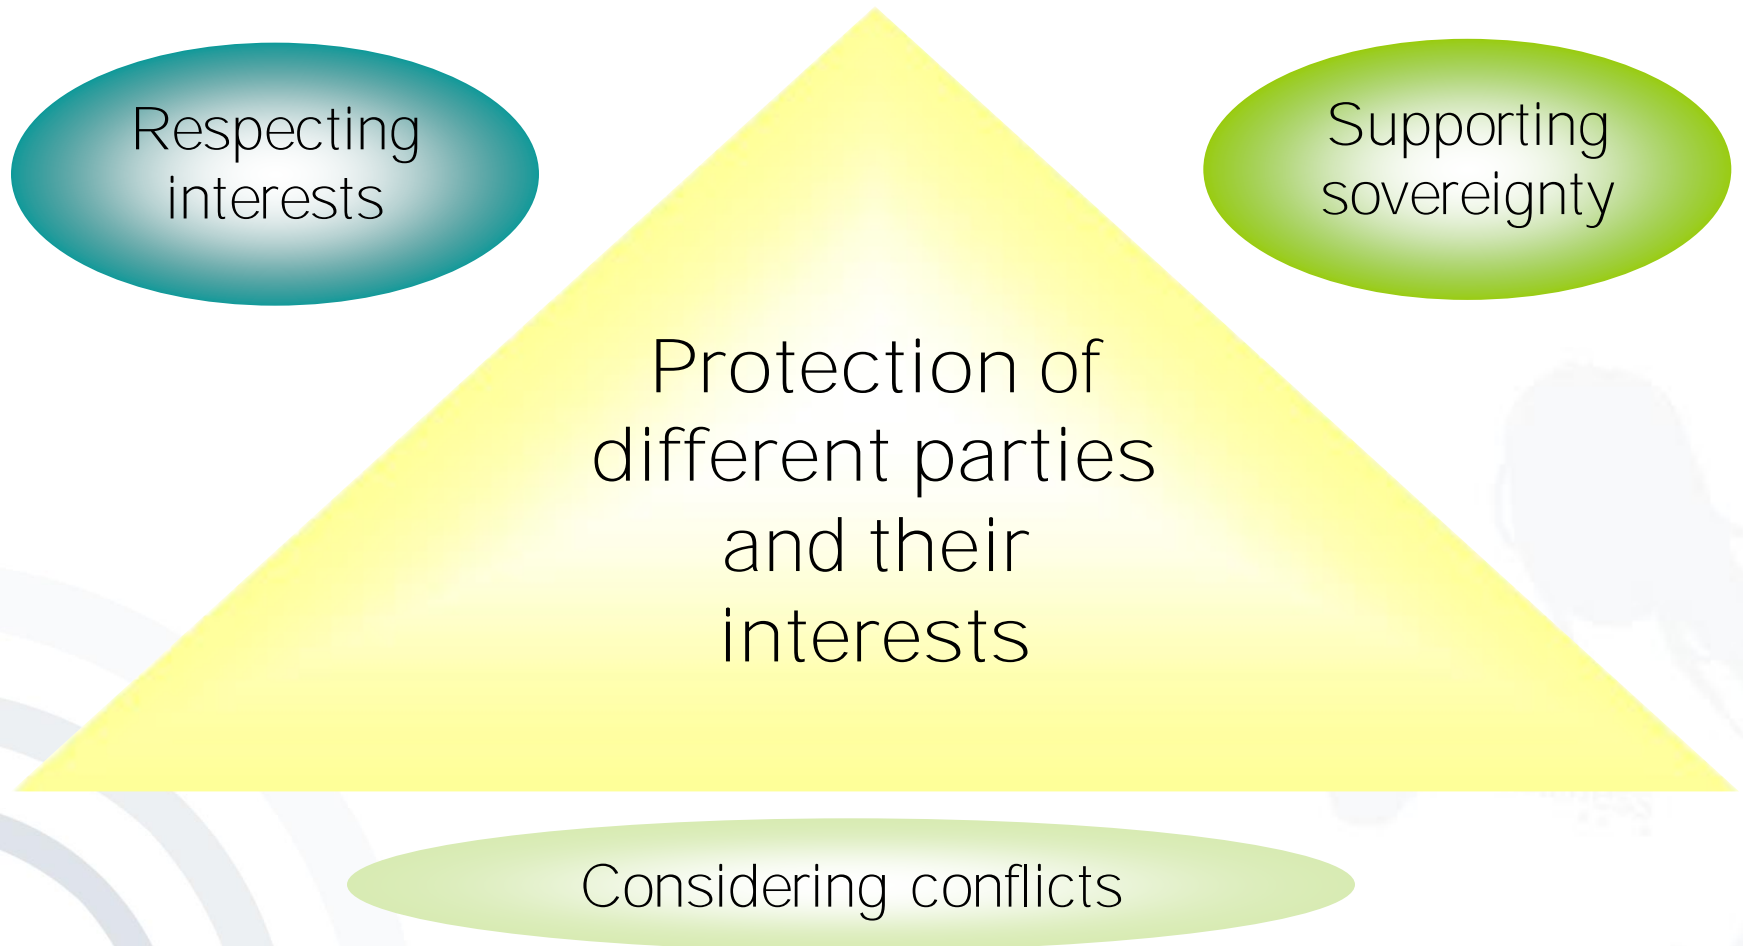 Respecting
interests
Supporting
sovereignty
Protection of
different parties
and their
interests
Considering conflicts